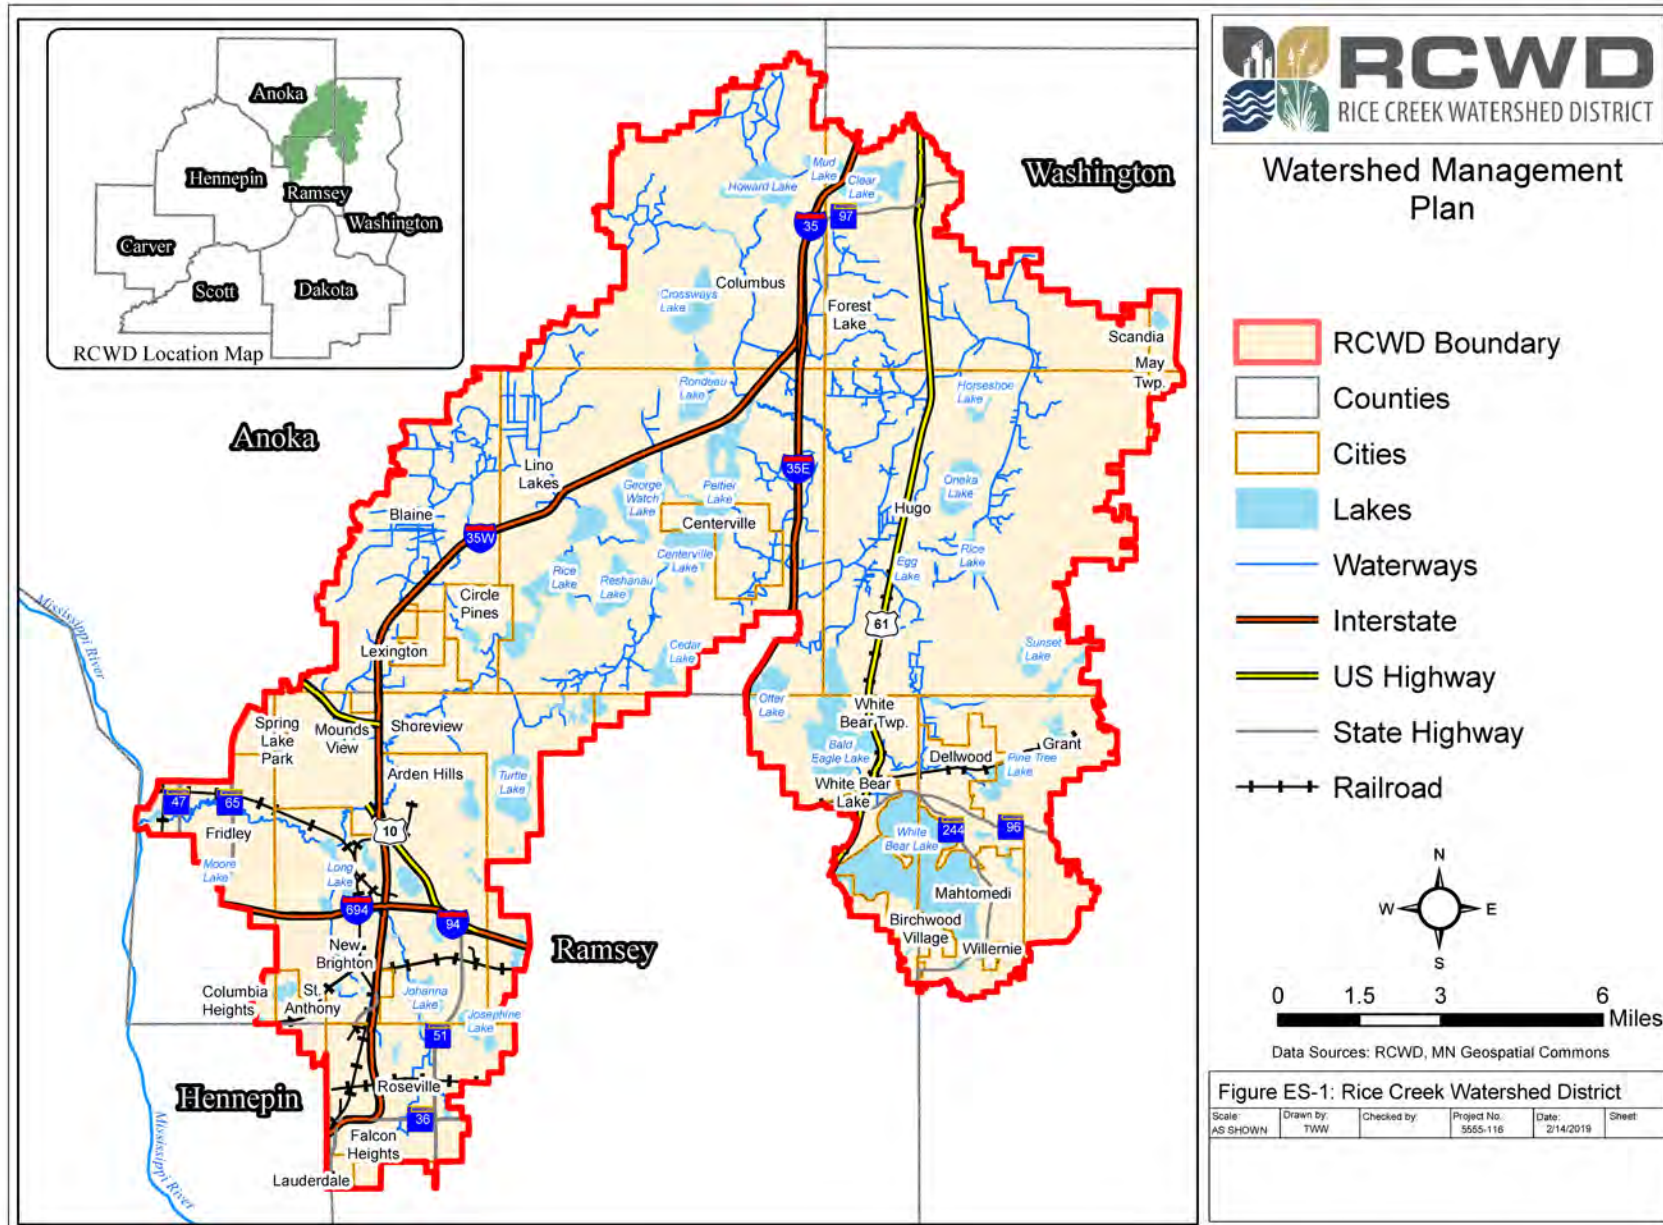 Anoka
Hennepin
Ramsey
Washington
Carver
Scott
Dakota
RCWD Location Map
RCWD
RICE CREEK WATERSHED DISTRICT
Watershed Management
Plan
RCWD Boundary
Counties
Cities
Lakes
Waterways
Interstate
US Highway
State Highway
Railroad
N
W
E
S
0 1.5 3 6
Miles
Data Sources: RCWD, MN Geospatial Commons
Figure ES-1: Rice Creek Watershed District
Scale:
AS SHOWN
Drawn by:
TWW
Checked by:
Project No.
5555-116
Date:
2/14/2019
Sheet:
Washington
Anoka
Ramsey
Hennepin
Mississippi River
Mississippi River
Mud
Lake
Howard Lake
Clear
Lake
35
97
Columbus
Crossways
Lake
Forest
Lake
Scandia
May
Twp.
Rondeau
Lake
Horseshoe
Lake
Lino
Lakes
35E
George
Watch
Lake
Peltier
Lake
Oneka
Lake
Blaine
Centerville
Hugo
35W
Centerville
Lake
Egg
Lake
Rice
Lake
Rice
Lake
Reshanau
Lake
Circle
Pines
61
Lexington
Cedar
Lake
Sunset
Lake
Otter
Lake
White
Bear Twp.
Spring
Lake
Park
Mounds
View
Shoreview
Bald
Eagle Lake
Dellwood
Grant
Pine Tree
Lake
Arden Hills
Turtle
Lake
White Bear
Lake
47
65
Fridley
10
White
Bear Lake
244
96
Moore
Lake
Long
Lake
Mahtomedi
694
94
Birchwood
Village
Willernie
New
Brighton
Columbia
Heights
St.
Anthony
Johanna
Lake
Josephine
Lake
51
Roseville
36
Falcon
Heights
Lauderdale